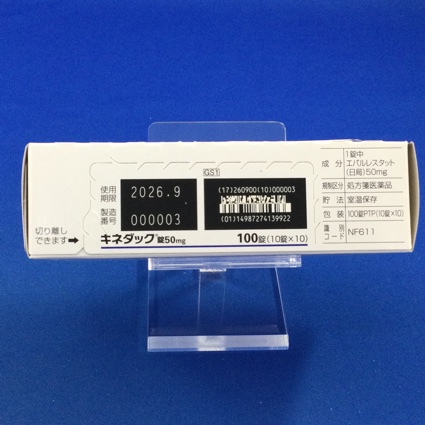 GS1
使用
期限
2026.9
製造
番号
000003
(17)260900(10)000003
(01)14987274139922
キネダック®錠50mg
100錠(10錠×10)
切り離し
できます➡
成分
1錠中
エパルレスタット
(日局)50mg
規制区分 処方箋医薬品
貯法 室温保存
包装 100錠PTP(10錠×10)
コード NF611